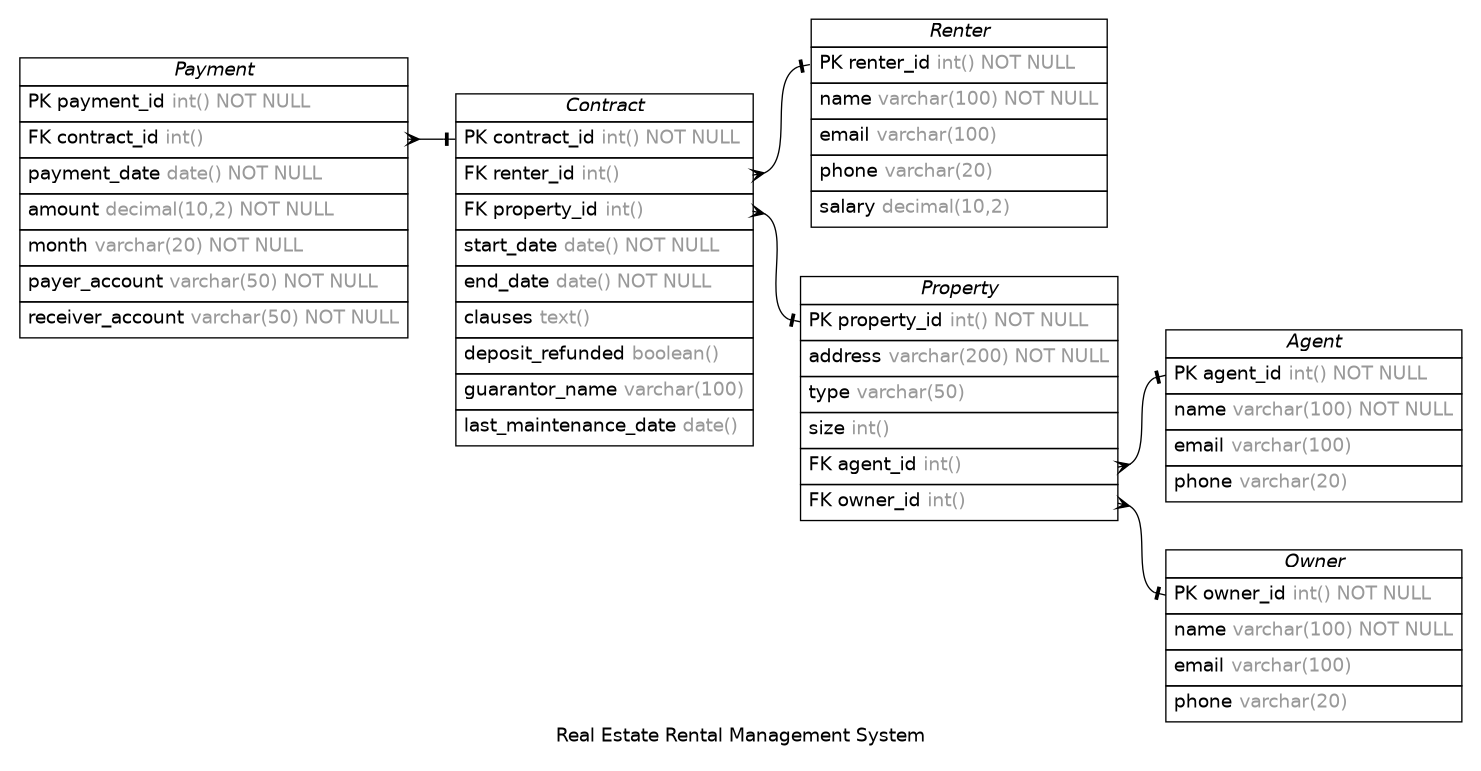 Payment
PK payment_id int() NOT NULL
FK contract_id int()
payment_date date() NOT NULL
amount decimal(10,2) NOT NULL
month varchar(20) NOT NULL
payer_account varchar(50) NOT NULL
receiver_account varchar(50) NOT NULL
Contract
PK contract_id int() NOT NULL
FK renter_id int()
FK property_id int()
start_date date() NOT NULL
end_date date() NOT NULL
clauses text()
deposit_refunded boolean()
guarantor_name varchar(100)
last_maintenance_date date()
Renter
PK renter_id int() NOT NULL
name varchar(100) NOT NULL
email varchar(100)
phone varchar(20)
salary decimal(10,2)
Property
PK property_id int() NOT NULL
address varchar(200) NOT NULL
type varchar(50)
size int()
FK agent_id int()
FK owner_id int()
Agent
PK agent_id int() NOT NULL
name varchar(100) NOT NULL
email varchar(100)
phone varchar(20)
Owner
PK owner_id int() NOT NULL
name varchar(100) NOT NULL
email varchar(100)
phone varchar(20)
Real Estate Rental Management System